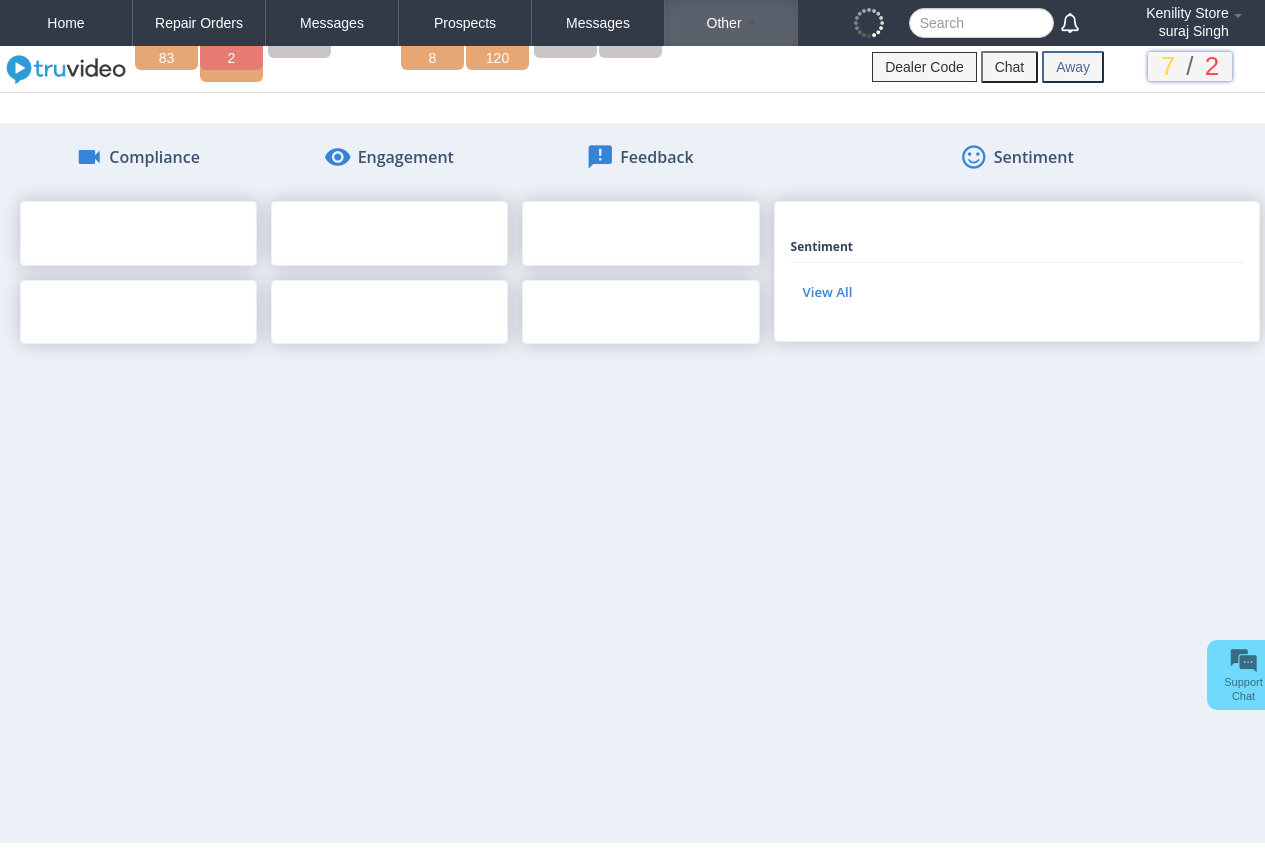 Home
Repair Orders
Messages
Prospects
Messages
Other
Search
Kenility Store
suraj Singh
truvideo
83
2
8
120
Dealer Code
Chat
Away
7 / 2
Compliance
Engagement
Feedback
Sentiment
Sentiment
View All
Support
Chat